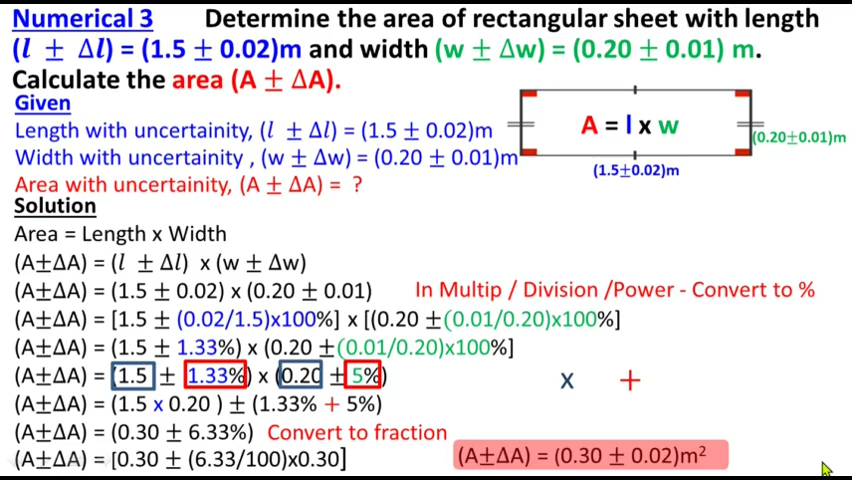 Numerical 3 Determine the area of rectangular sheet with length
(l ± Δl) = (1.5 ± 0.02)m and width (w ± Δw) = (0.20 ± 0.01) m.
Calculate the area (A ± ΔA).
Given
Length with uncertainity, (l ± Δl) = (1.5 ± 0.02)m
Width with uncertainity , (w ± Δw) = (0.20 ± 0.01)m
Area with uncertainity, (A ± ΔA) = ?
A = l x w
(0.20±0.01)m
(1.5±0.02)m
Solution
Area = Length x Width
(A±ΔA) = (l ± Δl) x (w ± Δw)
(A±ΔA) = (1.5 ± 0.02) x (0.20 ± 0.01) In Multip / Division /Power - Convert to %
(A±ΔA) = [1.5 ± (0.02/1.5)x100%] x [(0.20 ±(0.01/0.20)x100%]
(A±ΔA) = (1.5 ± 1.33%) x (0.20 ±(0.01/0.20)x100%]
(A±ΔA) = (1.5 ± 1.33%) x (0.20 ± 5%) x +
(A±ΔA) = (1.5 x 0.20 ) ± (1.33% + 5%)
(A±ΔA) = (0.30 ± 6.33%) Convert to fraction
(A±ΔA) = [0.30 ± (6.33/100)x0.30] (A±ΔA) = (0.30 ± 0.02)m²